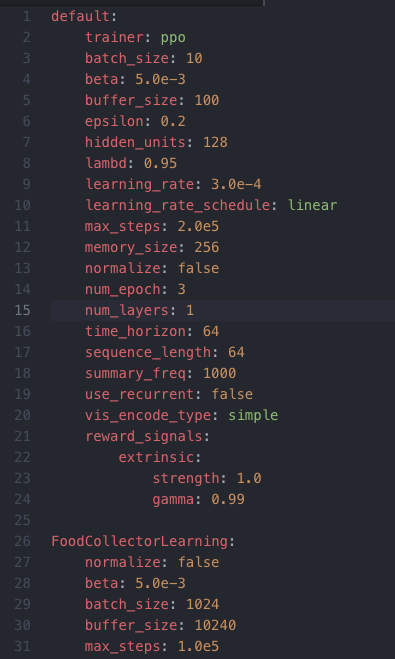 1 default:
2 trainer: ppo
3 batch_size: 10
4 beta: 5.0e-3
5 buffer_size: 100
6 epsilon: 0.2
7 hidden_units: 128
8 lambd: 0.95
9 learning_rate: 3.0e-4
10 learning_rate_schedule: linear
11 max_steps: 2.0e5
12 memory_size: 256
13 normalize: false
14 num_epoch: 3
15 num_layers: 1
16 time_horizon: 64
17 sequence_length: 64
18 summary_freq: 1000
19 use_recurrent: false
20 vis_encode_type: simple
21 reward_signals:
22 extrinsic:
23 strength: 1.0
24 gamma: 0.99
25
26 FoodCollectorLearning:
27 normalize: false
28 beta: 5.0e-3
29 batch_size: 1024
30 buffer_size: 10240
31 max_steps: 1.0e5